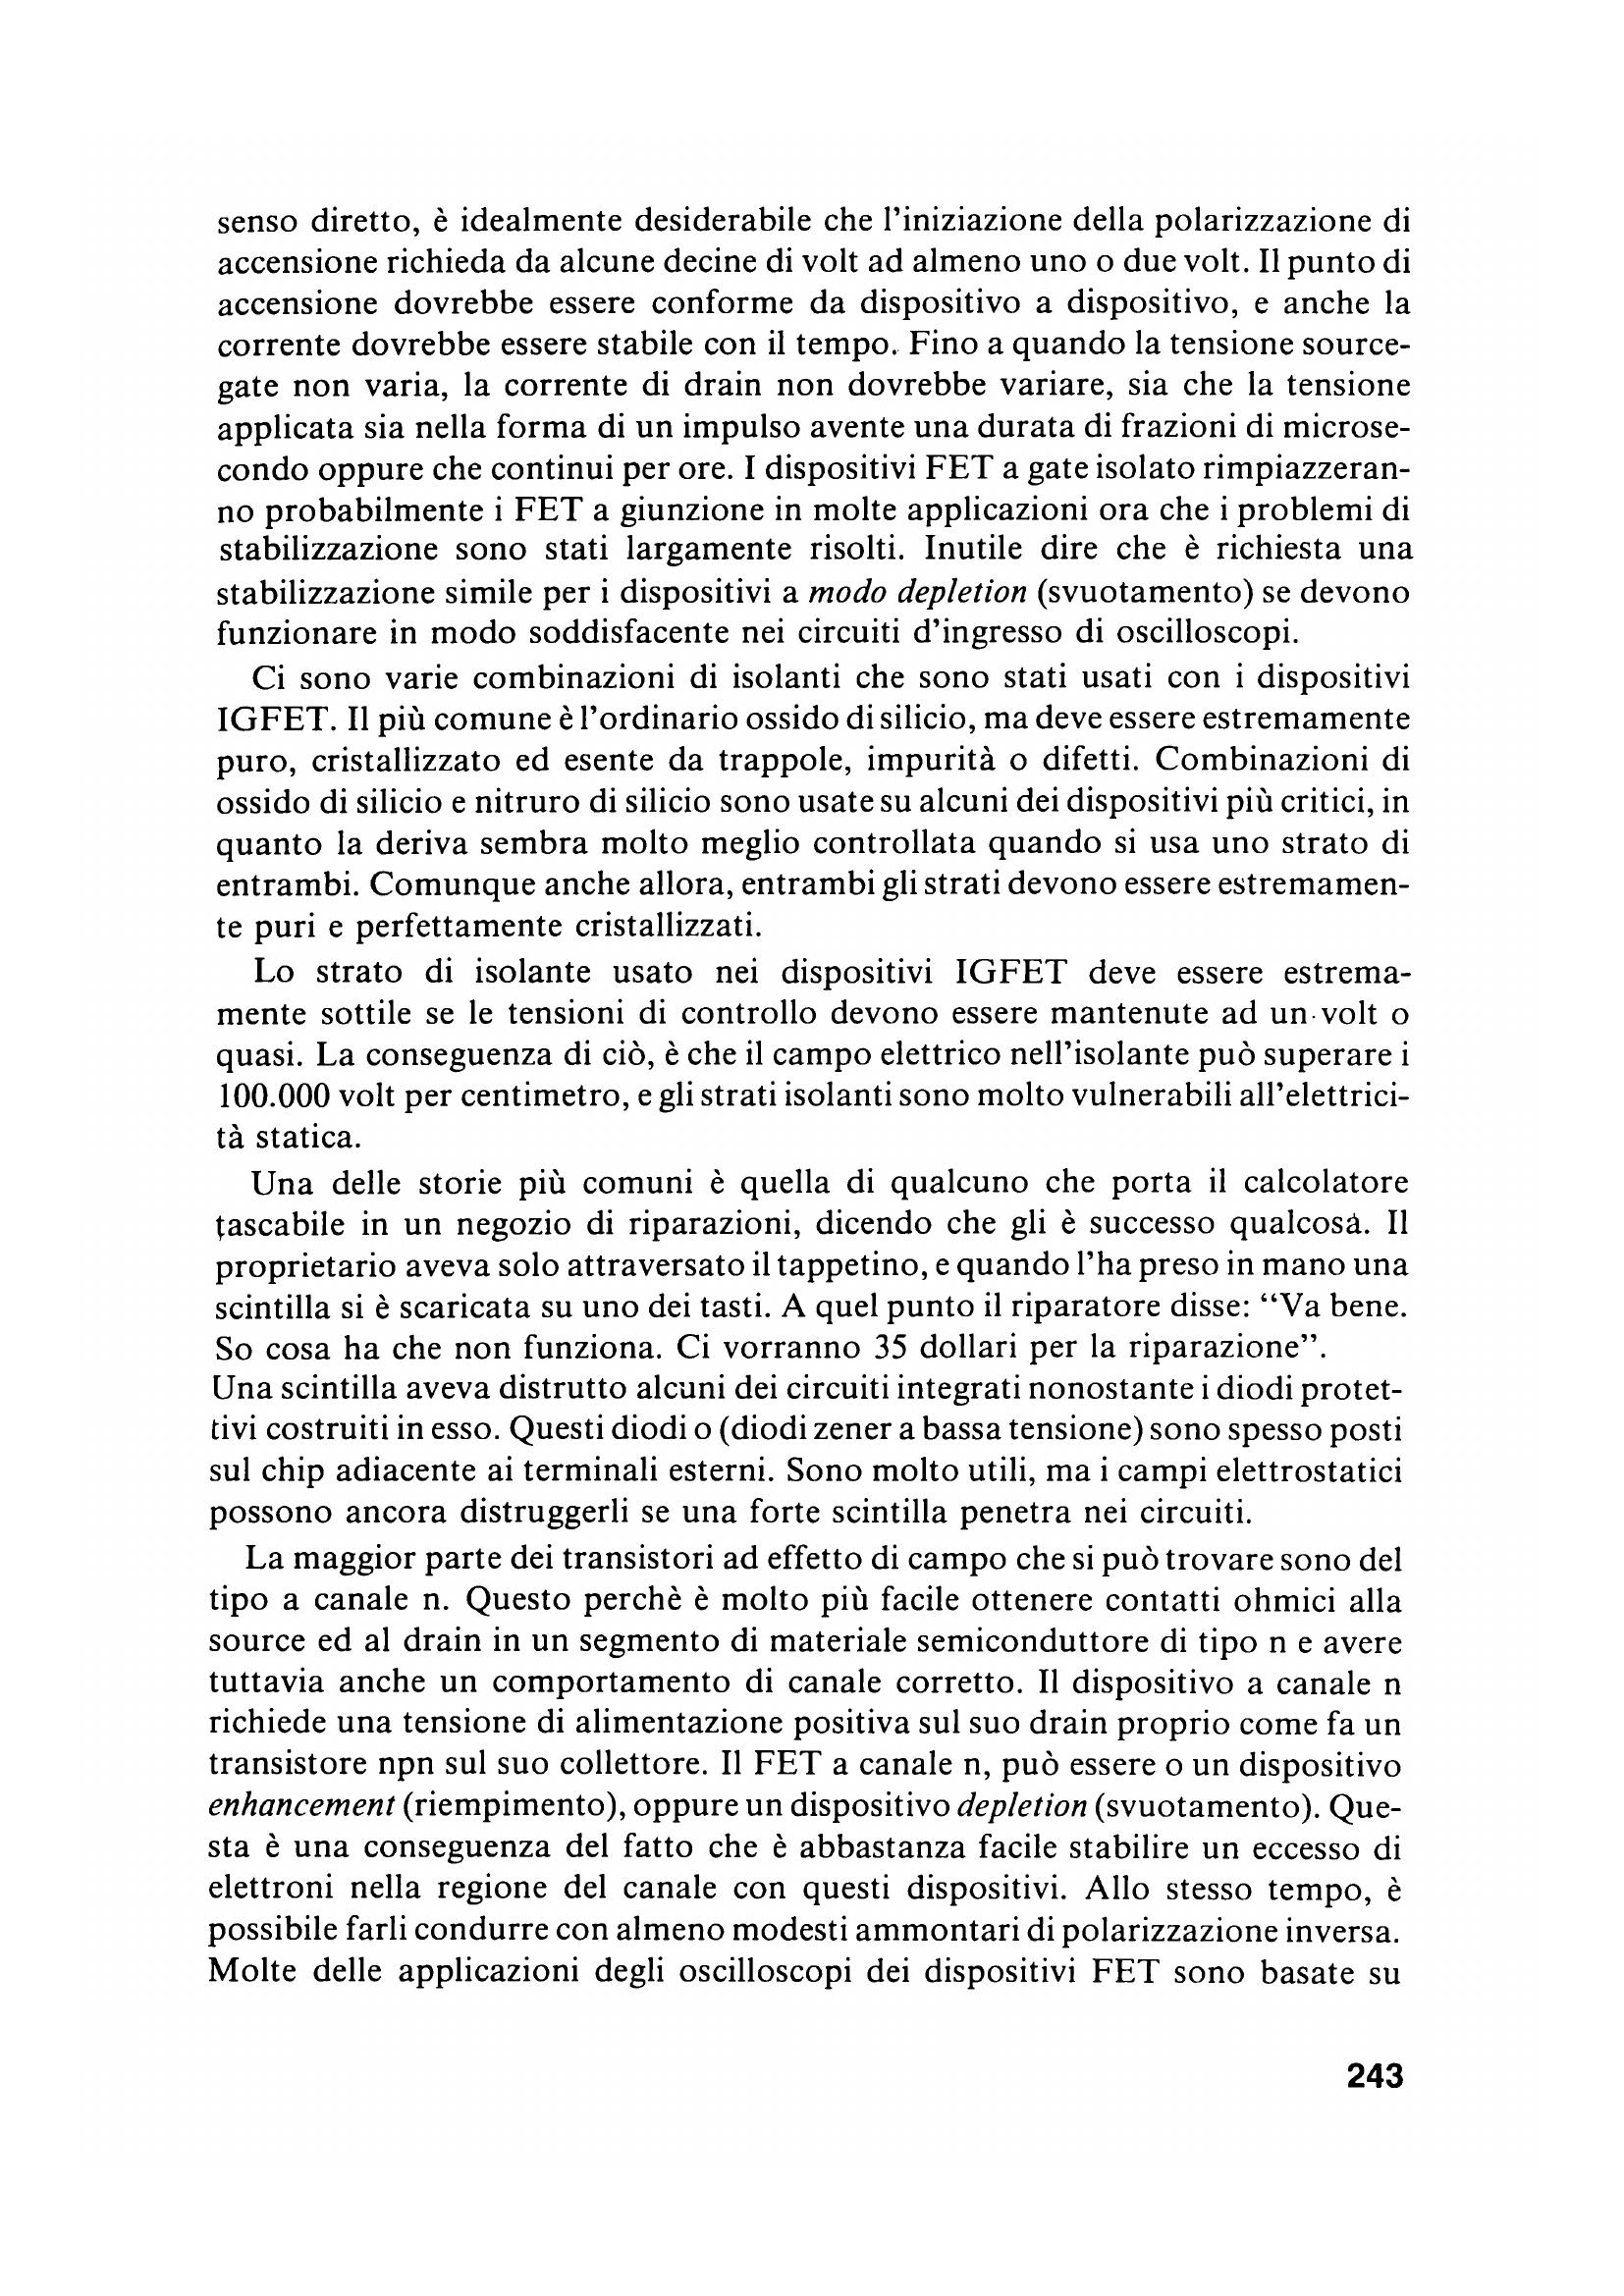 senso diretto, è idealmente desiderabile che l’iniziazione della polarizzazione di
accensione richieda da alcune decine di volt ad almeno uno o due volt. Il punto di
accensione dovrebbe essere conforme da dispositivo a dispositivo, e anche la
corrente dovrebbe essere stabile con il tempo. Fino a quando la tensione source-
gate non varia, la corrente di drain non dovrebbe variare, sia che la tensione
applicata sia nella forma di un impulso avente una durata di frazioni di microse-
condo oppure che continui per ore. I dispositivi FET a gate isolato rimpiazzeran-
no probabilmente i FET a giunzione in molte applicazioni ora che i problemi di
stabilizzazione sono stati largamente risolti. Inutile dire che è richiesta una
stabilizzazione simile per i dispositivi a modo depletion (svuotamento) se devono
funzionare in modo soddisfacente nei circuiti d’ingresso di oscilloscopi.
Ci sono varie combinazioni di isolanti che sono stati usati con i dispositivi
IGFET. Il più comune è l’ordinario ossido di silicio, ma deve essere estremamente
puro, cristallizzato ed esente da trappole, impurità o difetti. Combinazioni di
ossido di silicio e nitruro di silicio sono usate su alcuni dei dispositivi più critici, in
quanto la deriva sembra molto meglio controllata quando si usa uno strato di
entrambi. Comunque anche allora, entrambi gli strati devono essere estremamen-
te puri e perfettamente cristallizzati.
Lo strato di isolante usato nei dispositivi IGFET deve essere estrema-
mente sottile se le tensioni di controllo devono essere mantenute ad un volt o
quasi. La conseguenza di ciò, è che il campo elettrico nell’isolante può superare i
100.000 volt per centimetro, e gli strati isolanti sono molto vulnerabili all’elettrici-
tà statica.
Una delle storie più comuni è quella di qualcuno che porta il calcolatore
tascabile in un negozio di riparazioni, dicendo che gli è successo qualcosa. Il
proprietario aveva solo attraversato il tappetino, e quando l’ha preso in mano una
scintilla si è scaricata su uno dei tasti. A quel punto il riparatore disse: “Va bene.
So cosa ha che non funziona. Ci vorranno 35 dollari per la riparazione”.
Una scintilla aveva distrutto alcuni dei circuiti integrati nonostante i diodi protet-
tivi costruiti in esso. Questi diodi o (diodi zener a bassa tensione) sono spesso posti
sul chip adiacente ai terminali esterni. Sono molto utili, ma i campi elettrostatici
possono ancora distruggerli se una forte scintilla penetra nei circuiti.
La maggior parte dei transistori ad effetto di campo che si può trovare sono del
tipo a canale n. Questo perchè è molto più facile ottenere contatti ohmici alla
source ed al drain in un segmento di materiale semiconduttore di tipo n e avere
tuttavia anche un comportamento di canale corretto. Il dispositivo a canale n
richiede una tensione di alimentazione positiva sul suo drain proprio come fa un
transistore npn sul suo collettore. Il FET a canale n, può essere o un dispositivo
enhancement (riempimento), oppure un dispositivo depletion (svuotamento). Que-
sta è una conseguenza del fatto che è abbastanza facile stabilire un eccesso di
elettroni nella regione del canale con questi dispositivi. Allo stesso tempo, è
possibile farli condurre con almeno modesti ammontari di polarizzazione inversa.
Molte delle applicazioni degli oscilloscopi dei dispositivi FET sono basate su
243